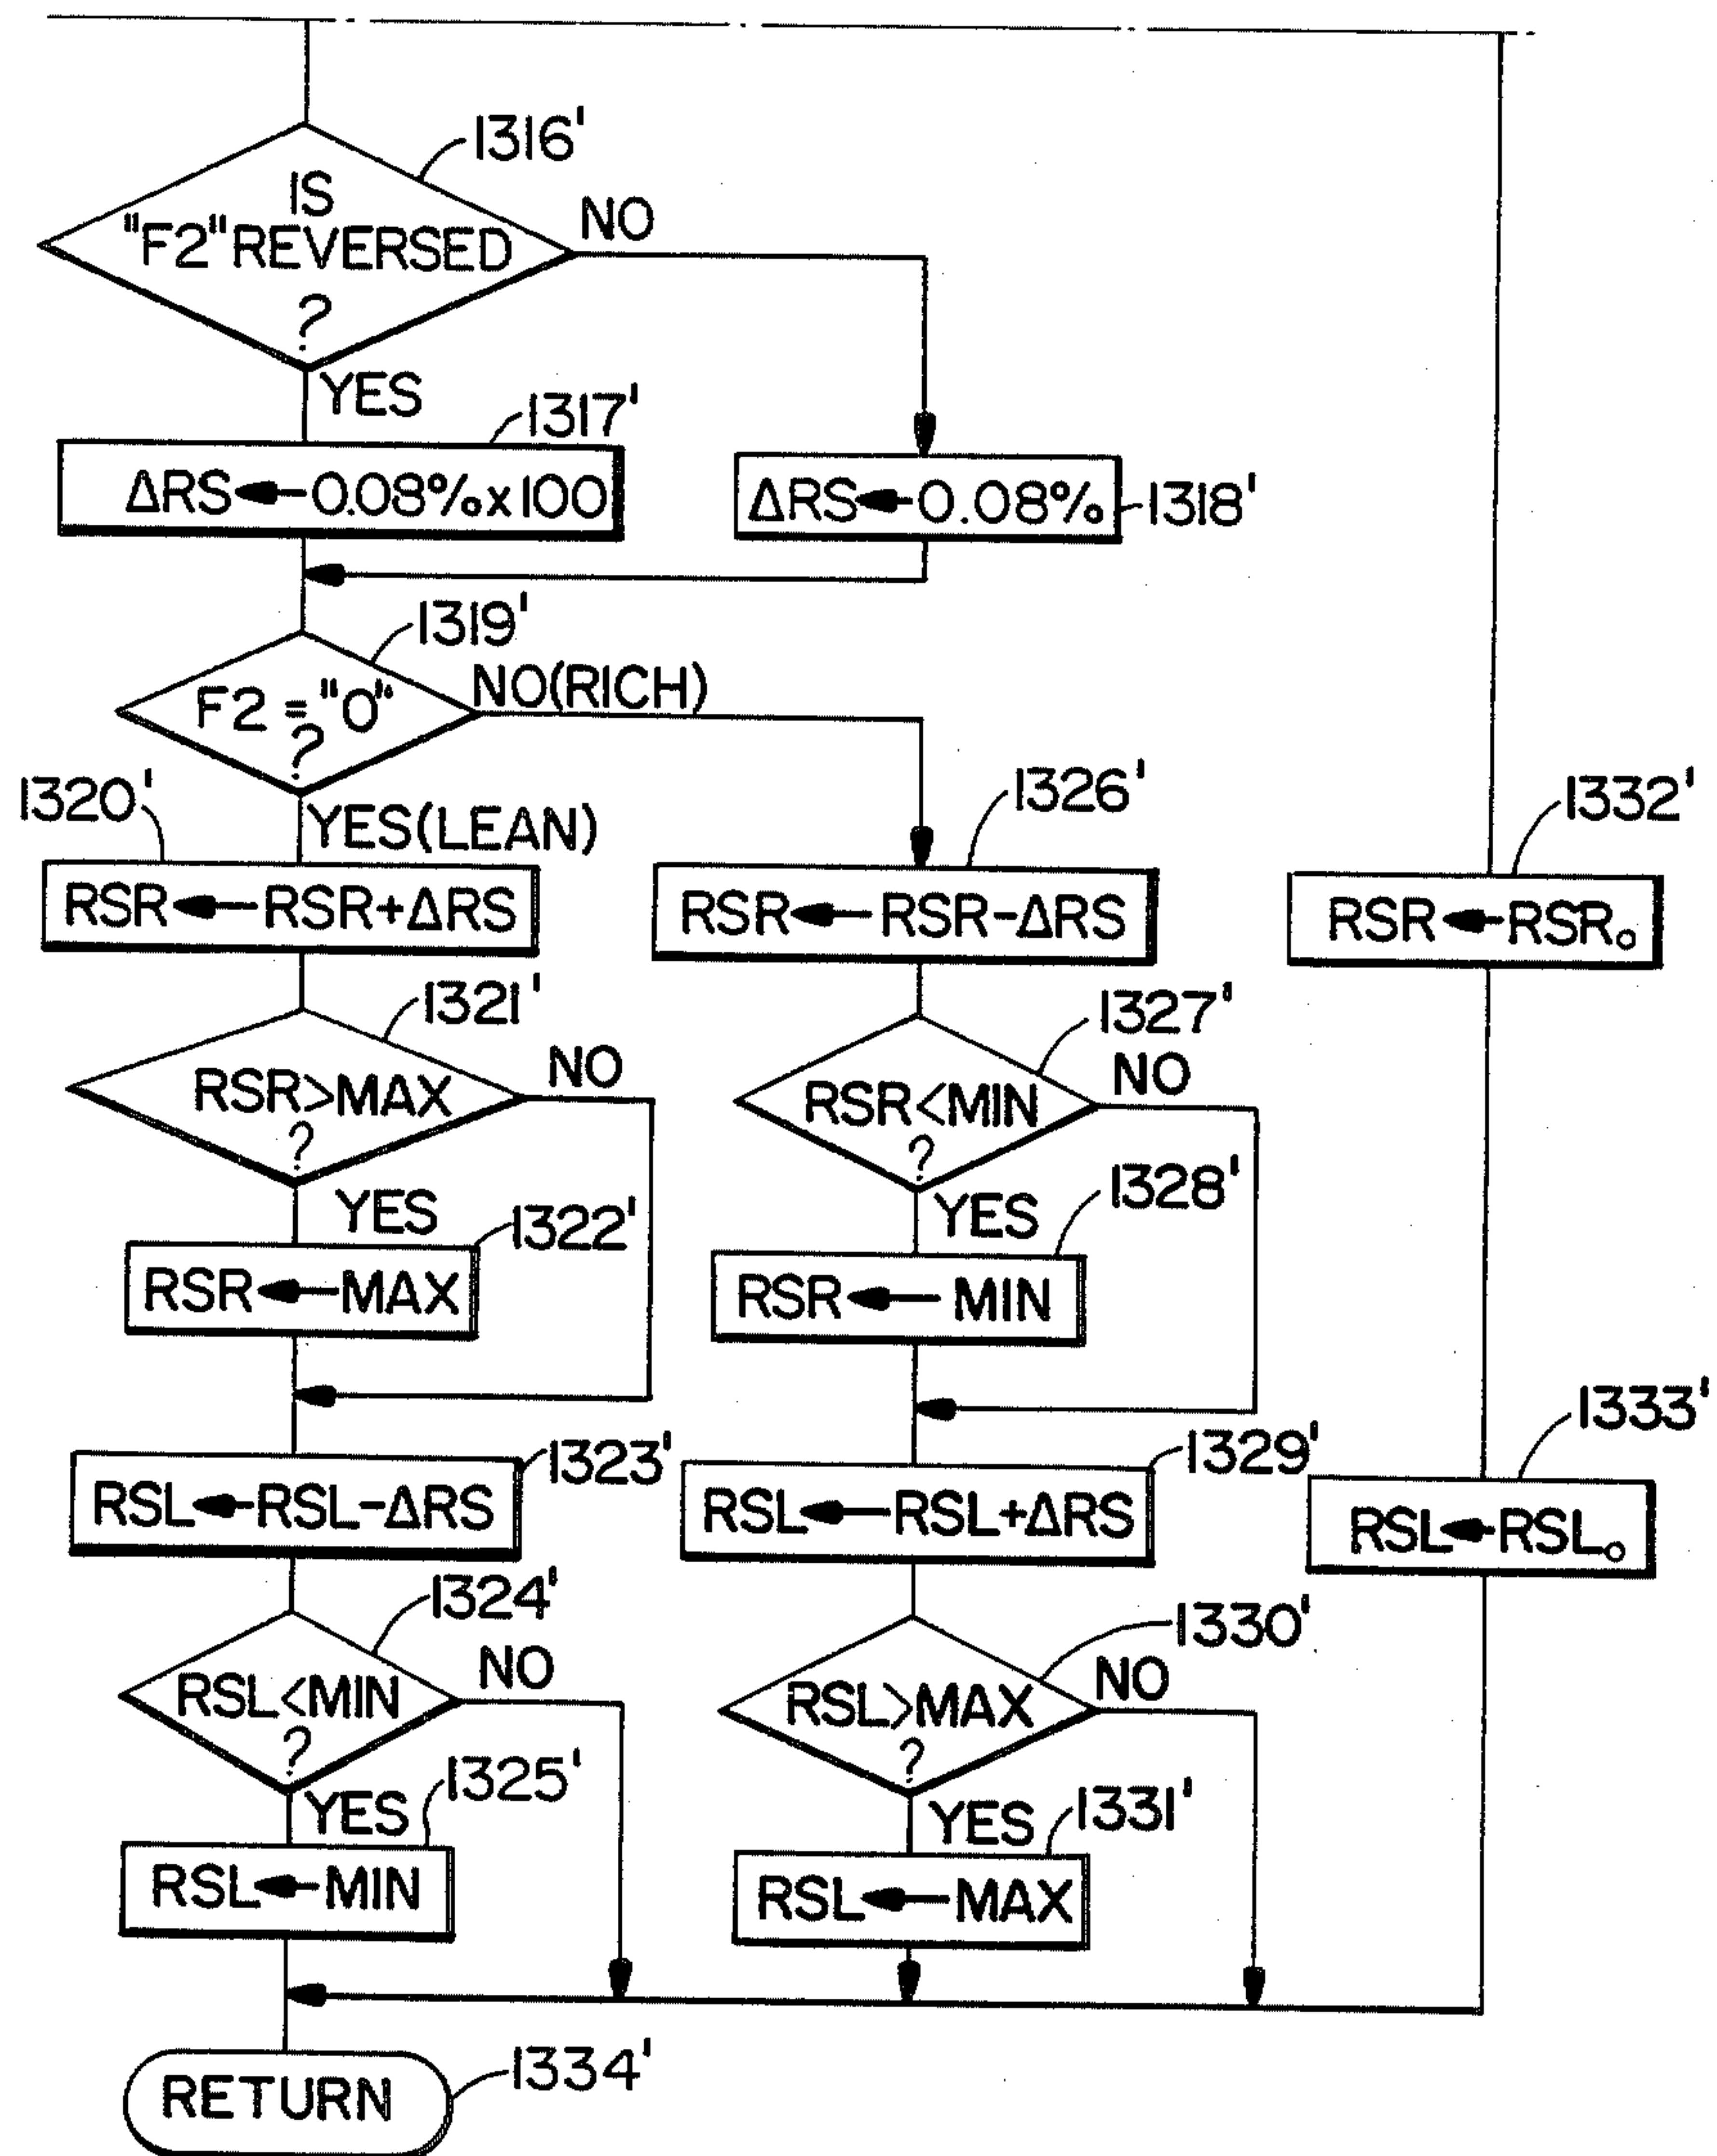 1316'
IS
"F2" REVERSED
?
NO
YES
1317'
ΔRS←0.08%x100
ΔRS←0.08%
1318'
1319'
F2="0"
?
NO(RICH)
YES(LEAN)
1320'
RSR←RSR+ΔRS
1326'
RSR←RSR-ΔRS
1332'
RSR←RSR₀
1321'
RSR>MAX
?
NO
YES
1327'
RSR<MIN
?
NO
YES
1322'
RSR←MAX
1328'
RSR←MIN
1323'
RSL←RSL-ΔRS
1329'
RSL←RSL+ΔRS
1333'
RSL←RSL₀
1324'
RSL<MIN
?
NO
YES
1330'
RSL>MAX
?
NO
YES
1325'
RSL←MIN
1331'
RSL←MAX
RETURN
1334'